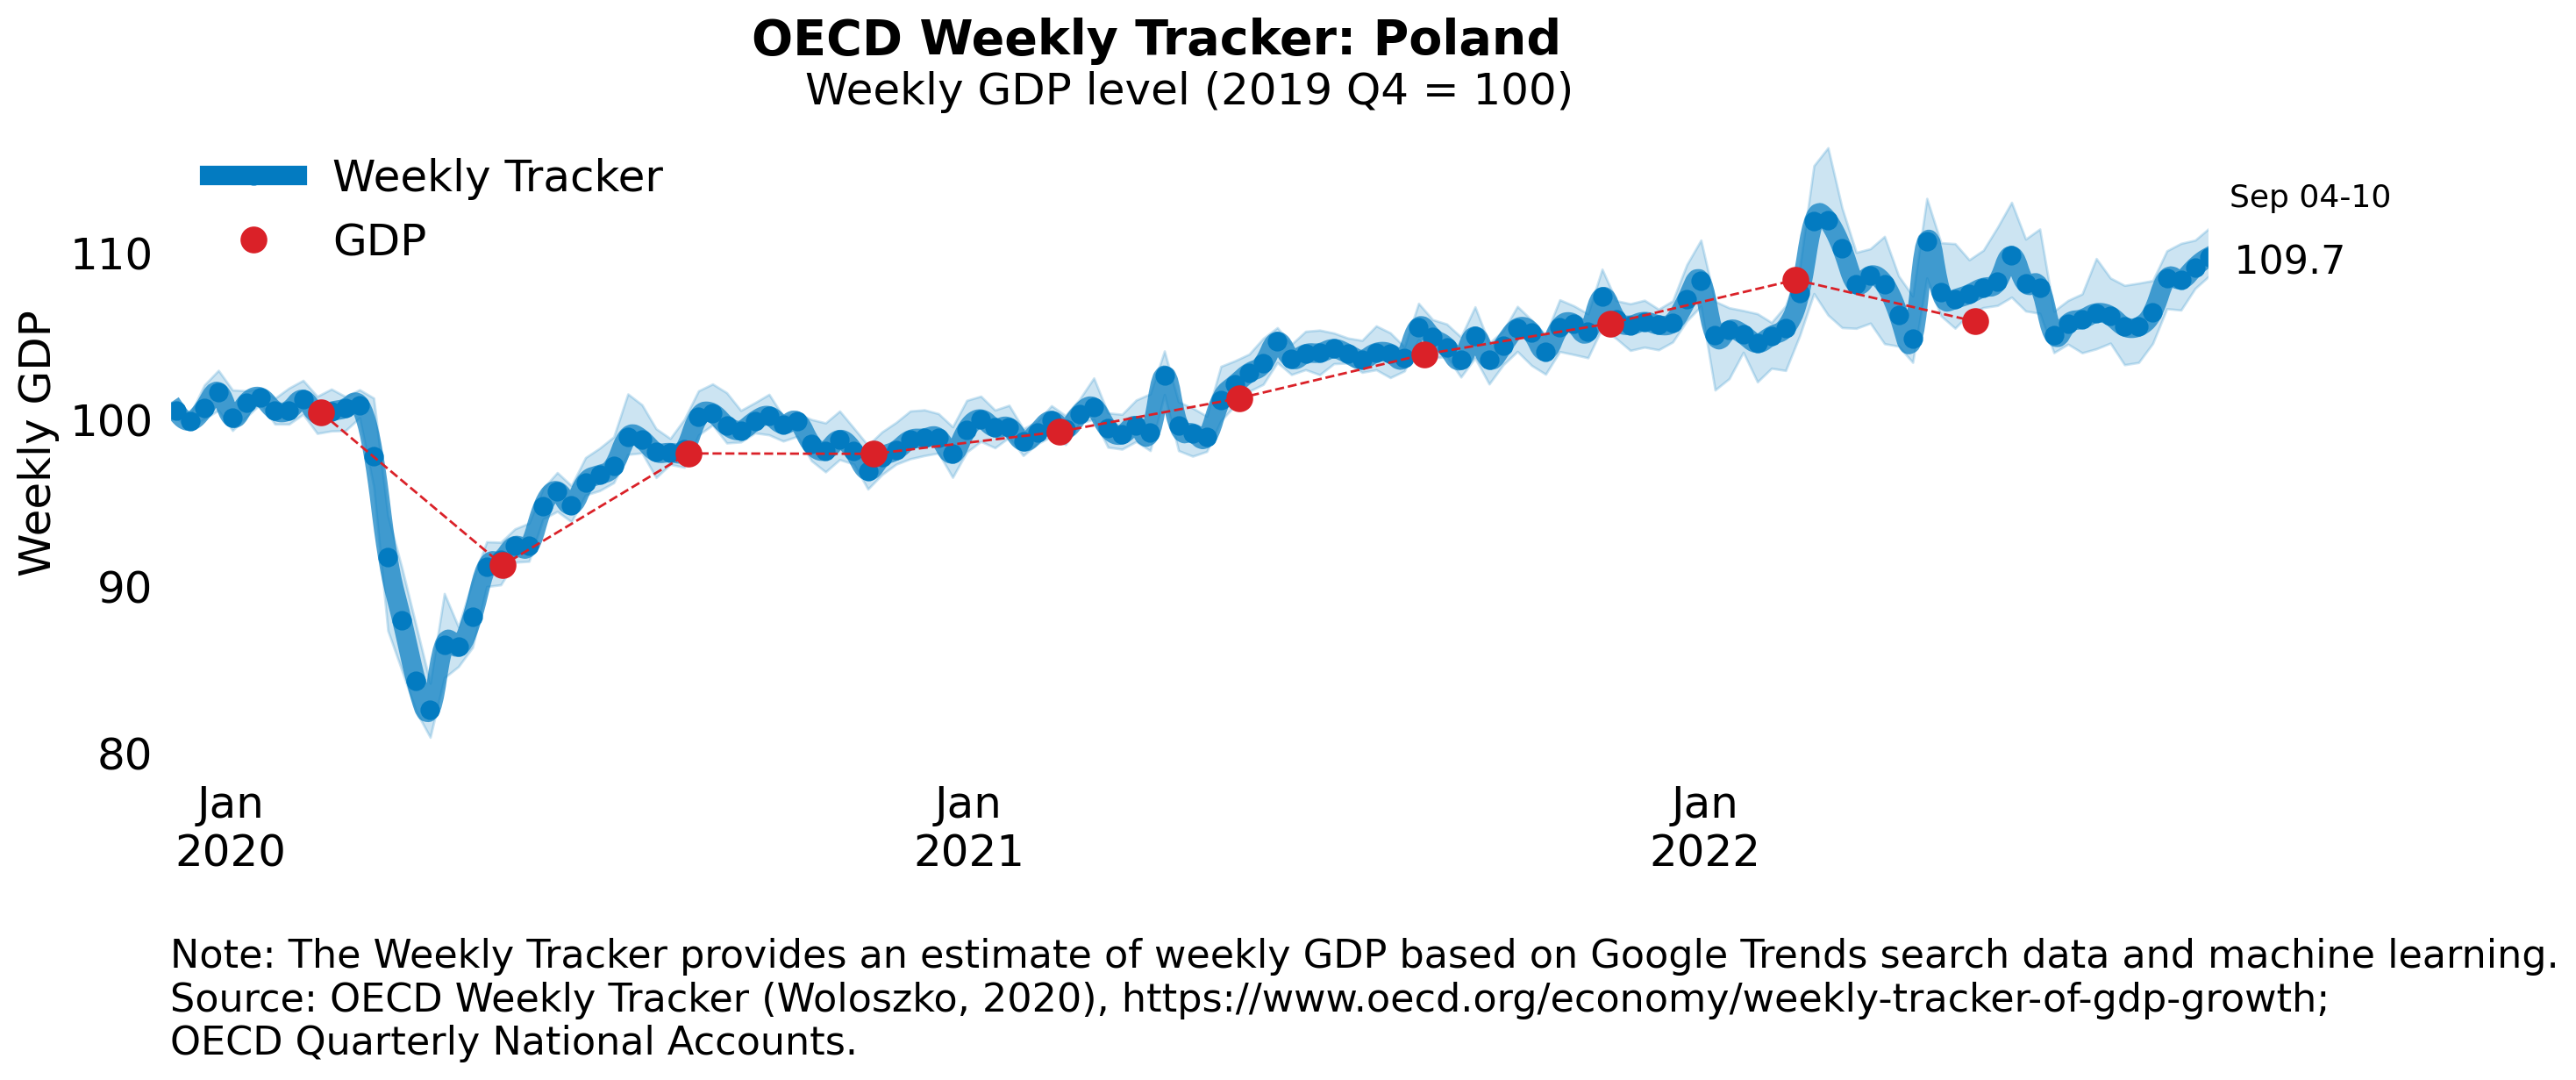 OECD Weekly Tracker: Poland
Weekly GDP level (2019 Q4 = 100)
Weekly Tracker
GDP
Sep 04-10
109.7
Weekly GDP
110
100
90
80
Jan
2020
Jan
2021
Jan
2022
Note: The Weekly Tracker provides an estimate of weekly GDP based on Google Trends search data and machine learning.
Source: OECD Weekly Tracker (Woloszko, 2020), https://www.oecd.org/economy/weekly-tracker-of-gdp-growth;
OECD Quarterly National Accounts.